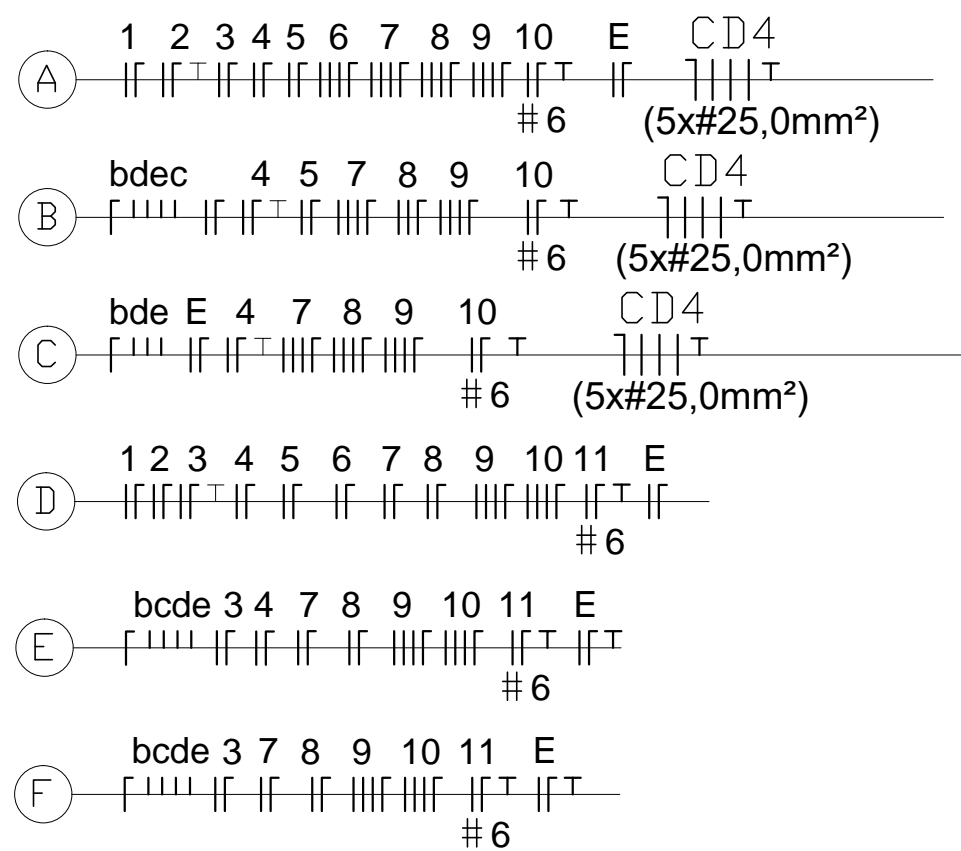 1 2 3 4 5 6 7 8 9 10 E CD4
A
#6 (5x#25,0mm²)
bdec 4 5 7 8 9 10 CD4
B
#6 (5x#25,0mm²)
bde E 4 7 8 9 10 CD4
C
#6 (5x#25,0mm²)
1 2 3 4 5 6 7 8 9 10 11 E
D
#6
bcde 3 4 7 8 9 10 11 E
E
#6
bcde 3 7 8 9 10 11 E
F
#6